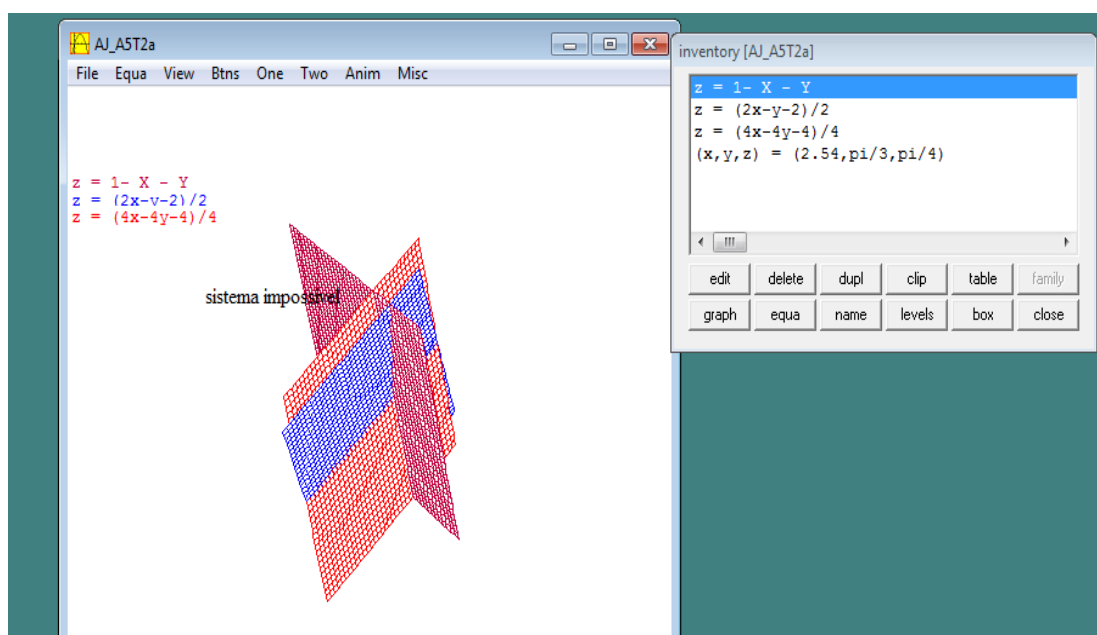 AJ_A5T2a
File Equa View Btns One Two Anim Misc
z = 1- X - Y
z = (2x-y-2)/2
z = (4x-4y-4)/4
sistema impossível
inventory [AJ_A5T2a]
z = 1- X - Y
z = (2x-y-2)/2
z = (4x-4y-4)/4
(x,y,z) = (2.54,pi/3,pi/4)
edit delete dupl clip table family
graph equa name levels box close